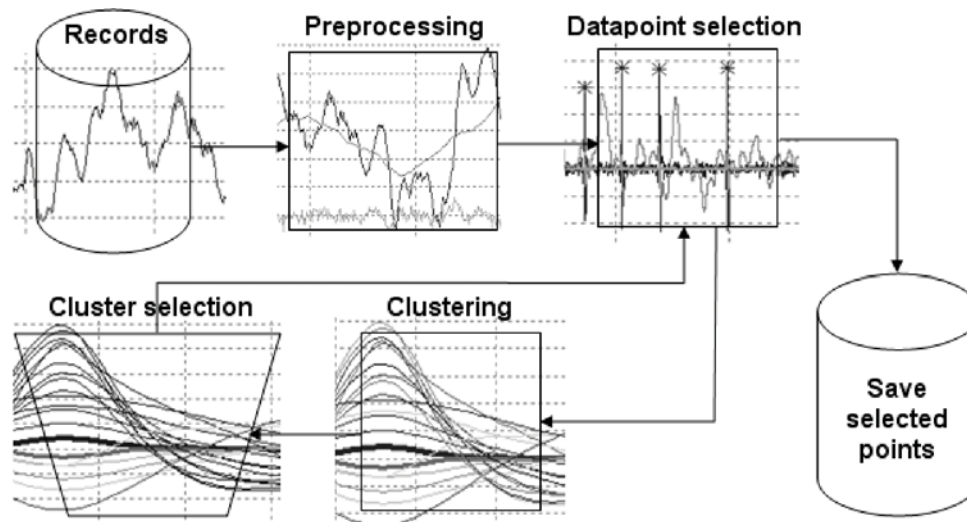 Records
Preprocessing
Datapoint selection
Cluster selection
Clustering
Save
selected
points